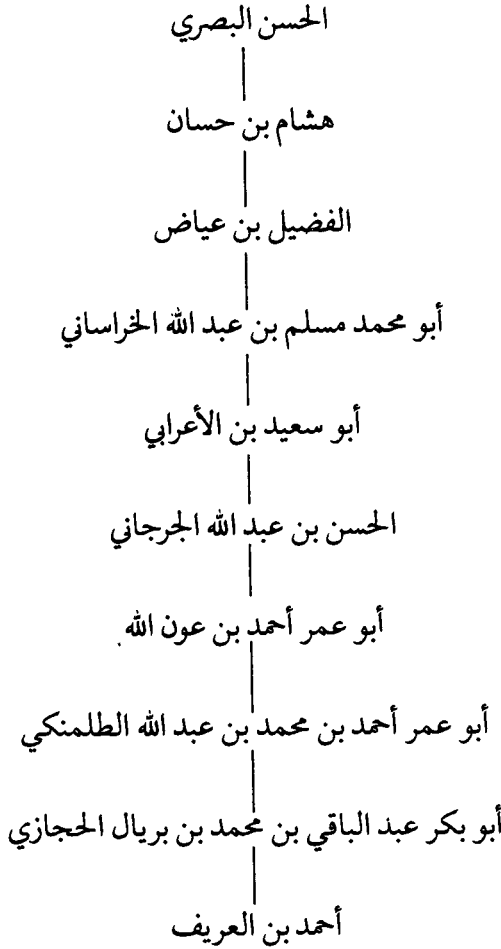 الحسن البصري
هشام بن حسان
الفضيل بن عياض
أبو محمد مسلم بن عبد الله الخراساني
أبو سعيد بن الأعرابي
الحسن بن عبد الله الجرجاني
أبو عمر أحمد بن عون الله
أبو عمر أحمد بن محمد بن عبد الله الطلمنكي
أبو بكر عبد الباقي بن محمد بن بريال الحجازي
أحمد بن العريف